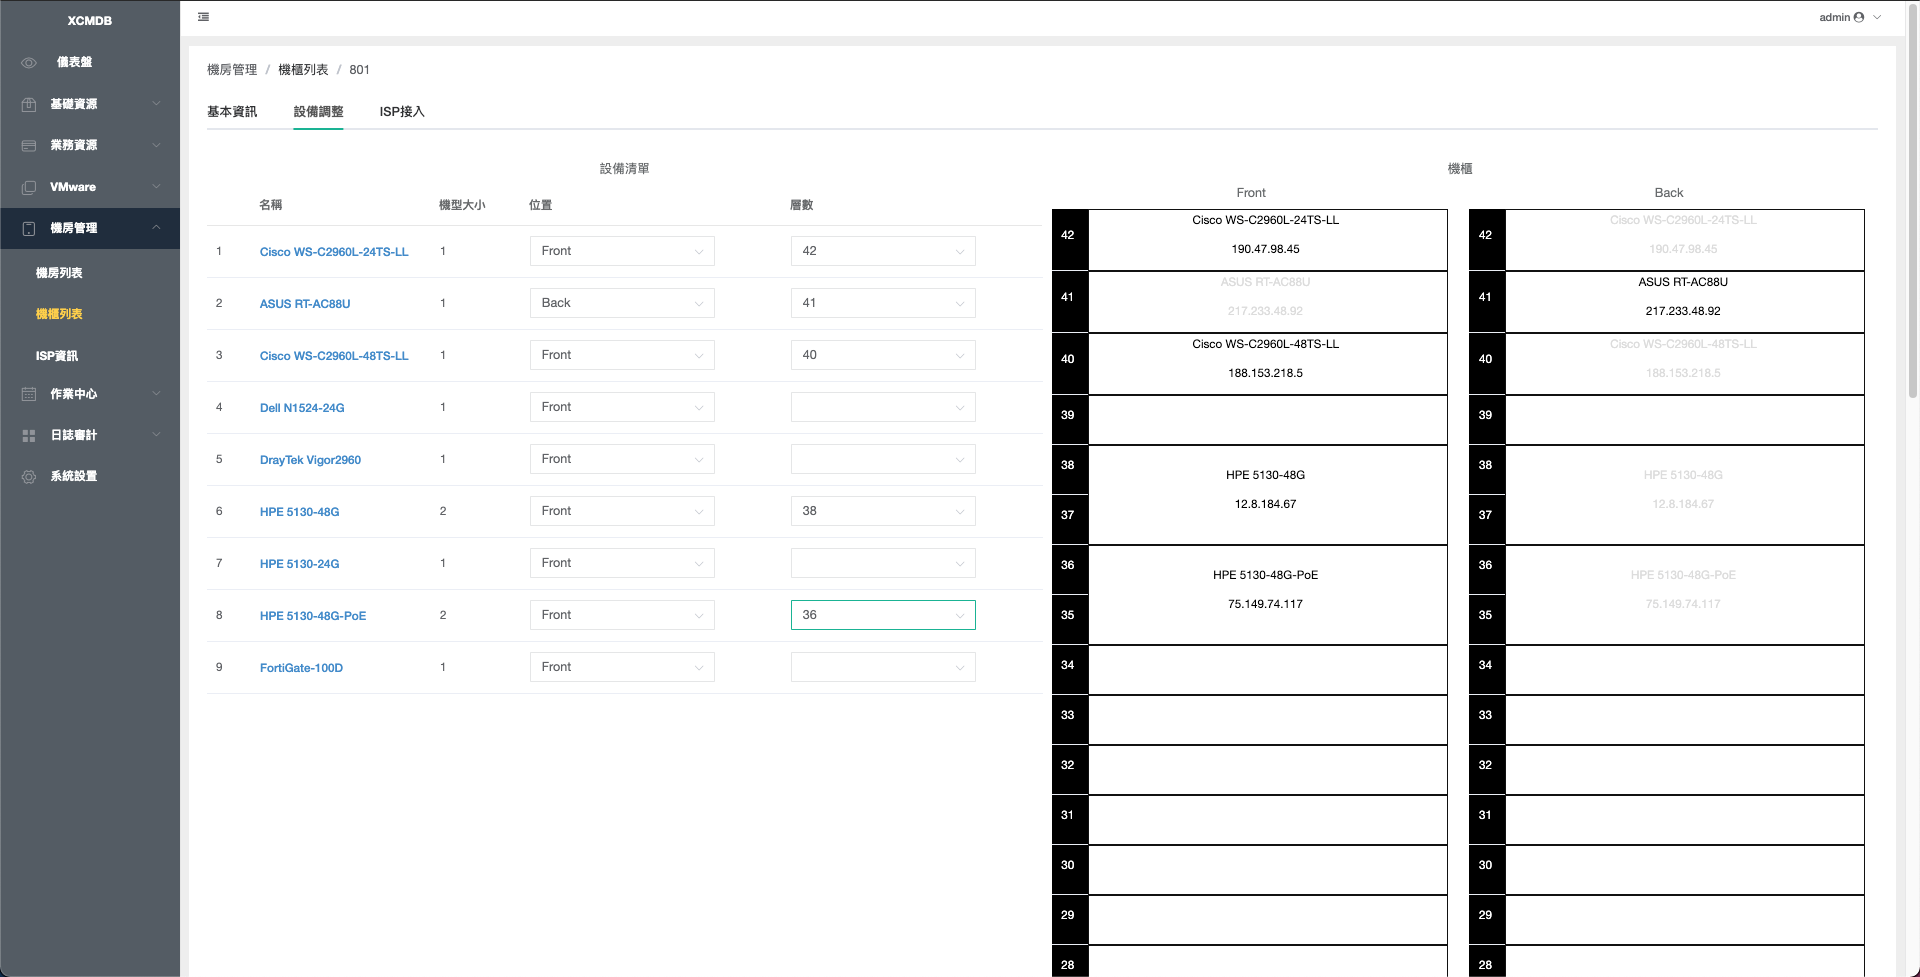 XCMDB
儀表盤
基礎資源
業務資源
VMware
機房管理
機房列表
機櫃列表
ISP資訊
作業中心
日誌審計
系統設置
admin
機房管理 / 機櫃列表 / 801
基本資訊 設備調整 ISP接入
設備清單
名稱 機型大小 位置 層數
1 Cisco WS-C2960L-24TS-LL 1 Front 42
2 ASUS RT-AC88U 1 Back 41
3 Cisco WS-C2960L-48TS-LL 1 Front 40
4 Dell N1524-24G 1 Front
5 DrayTek Vigor2960 1 Front
6 HPE 5130-48G 2 Front 38
7 HPE 5130-24G 1 Front
8 HPE 5130-48G-PoE 2 Front 36
9 FortiGate-100D 1 Front
機櫃
Front
42
Cisco WS-C2960L-24TS-LL
190.47.98.45
41
ASUS RT-AC88U
217.233.48.92
40
Cisco WS-C2960L-48TS-LL
188.153.218.5
39
38
HPE 5130-48G
12.8.184.67
37
36
HPE 5130-48G-PoE
75.149.74.117
35
34
33
32
31
30
29
28
Back
42
Cisco WS-C2960L-24TS-LL
190.47.98.45
41
ASUS RT-AC88U
217.233.48.92
40
Cisco WS-C2960L-48TS-LL
188.153.218.5
39
38
HPE 5130-48G
12.8.184.67
37
36
HPE 5130-48G-PoE
75.149.74.117
35
34
33
32
31
30
29
28